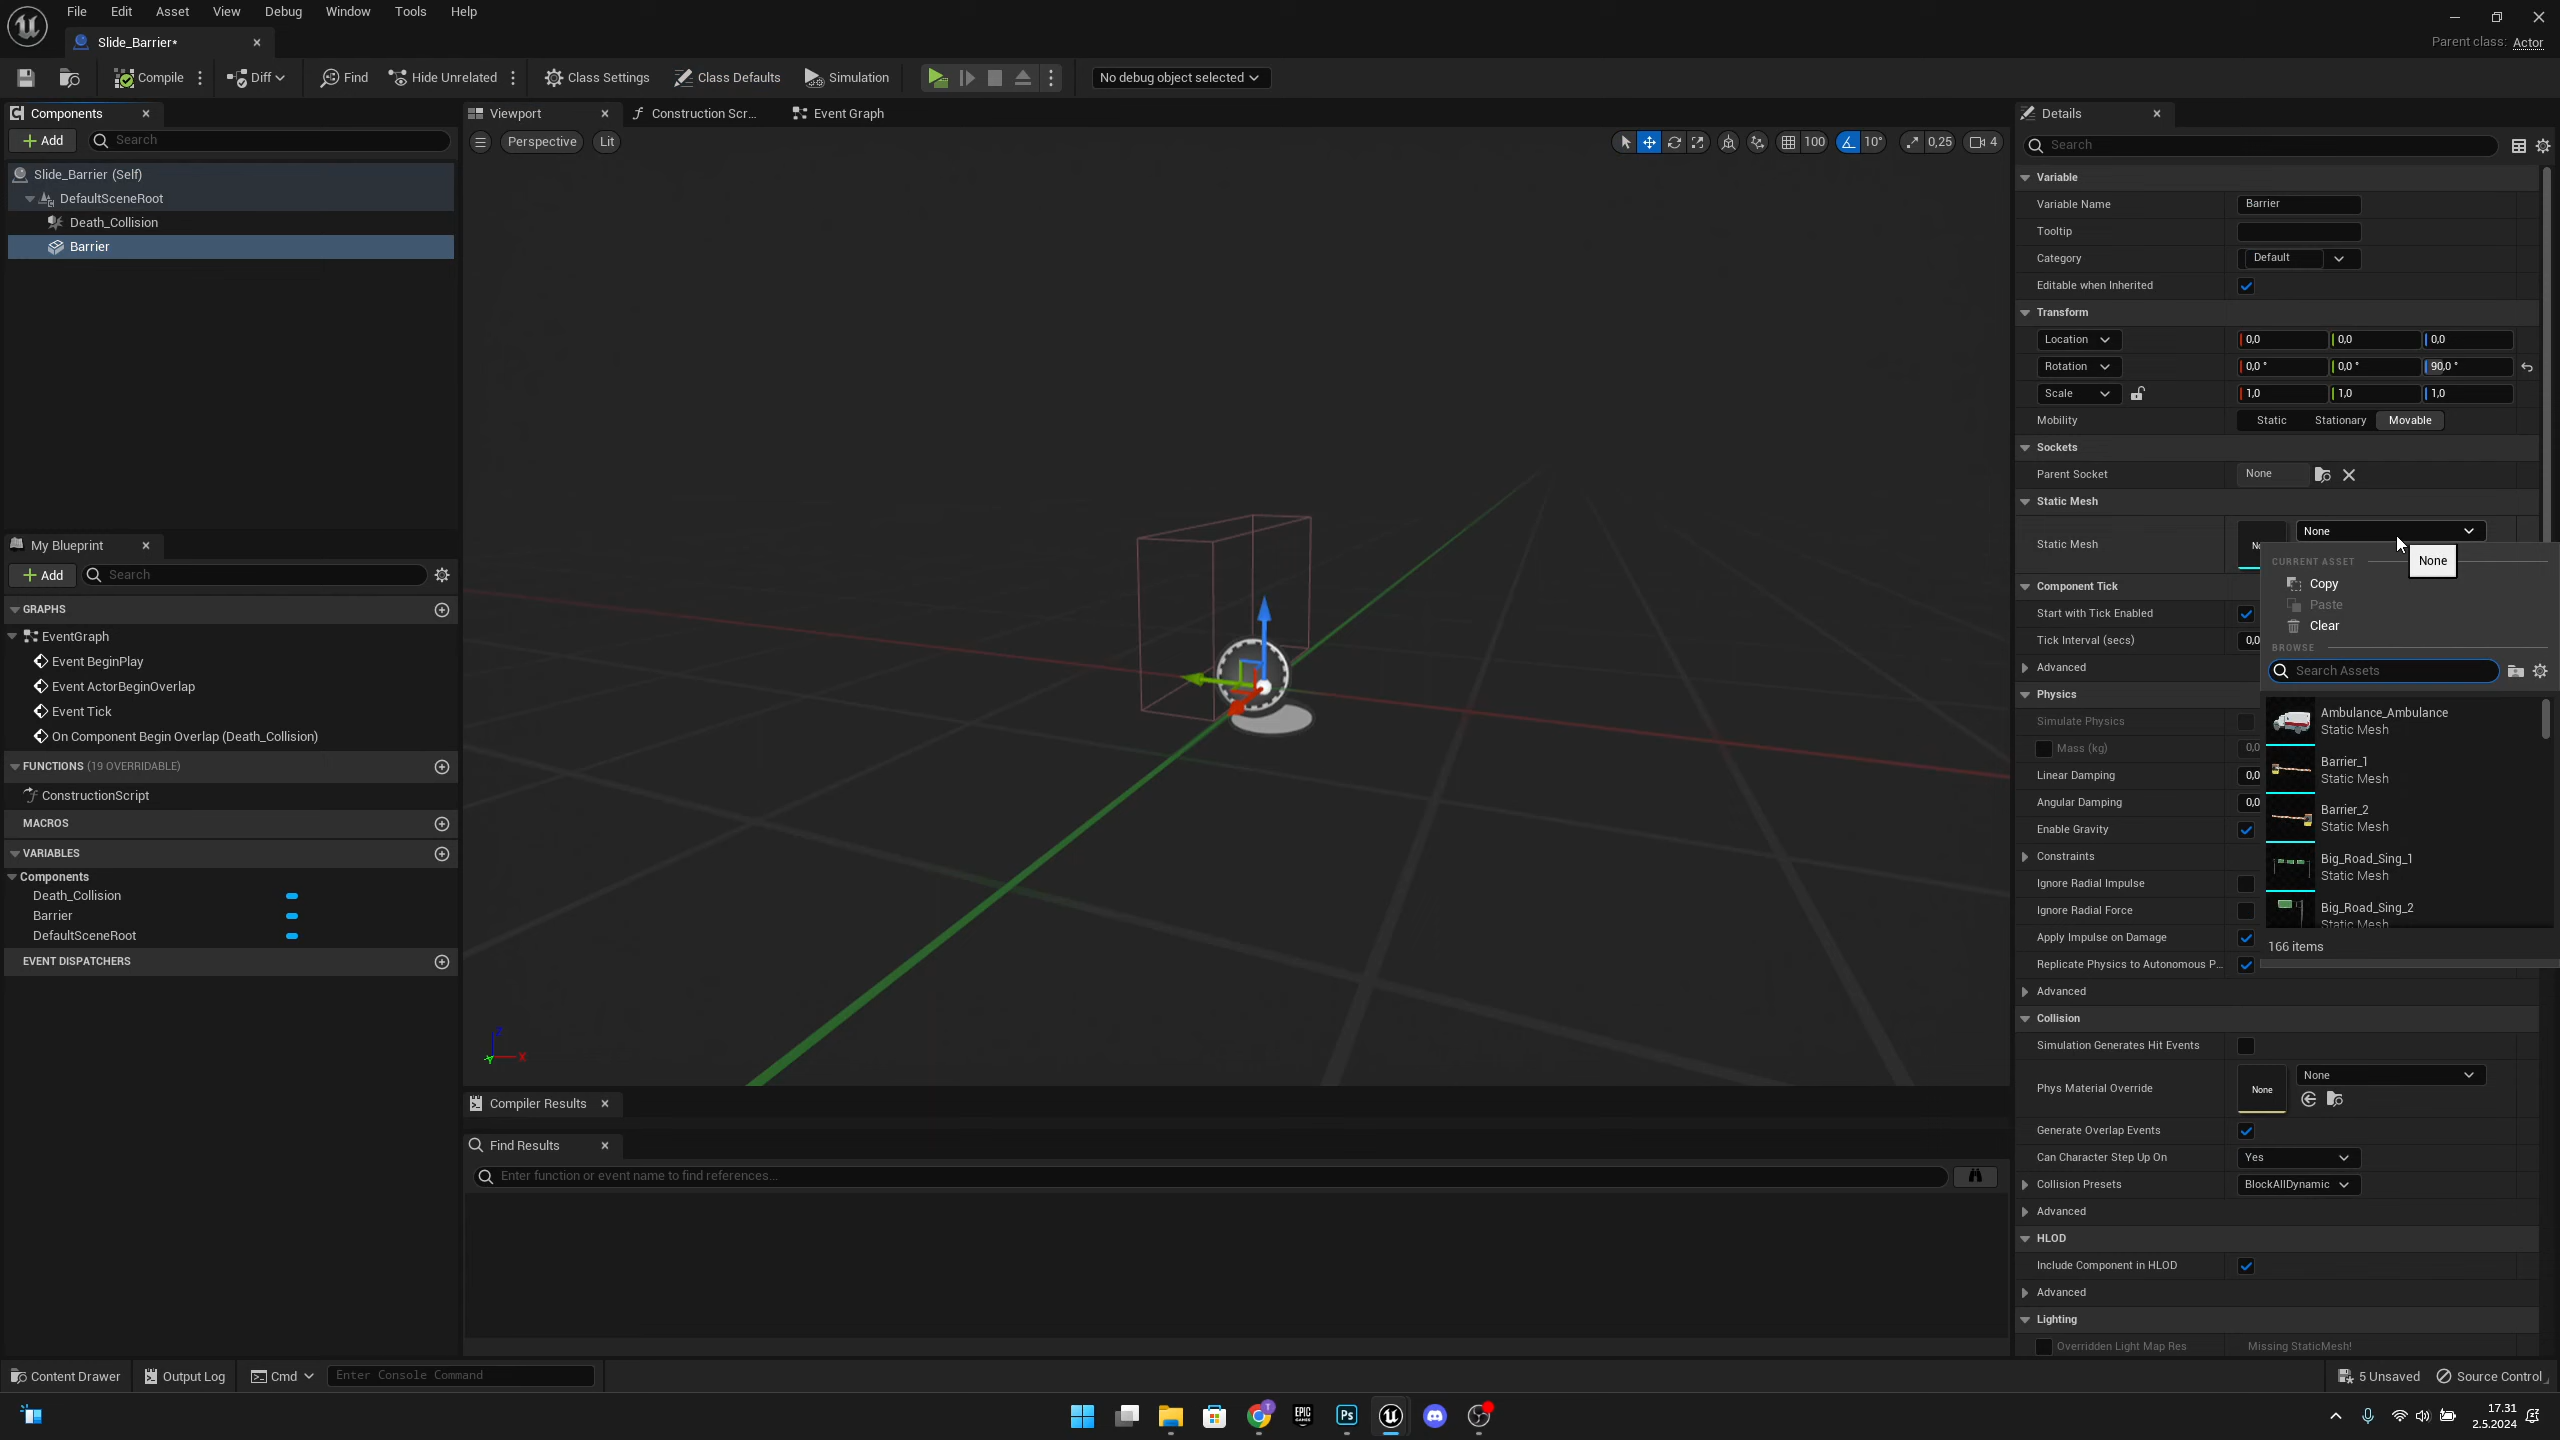 File Edit Asset View Debug Window Tools Help
Slide_Barrier*
Parent class: Actor
Compile Diff Find Hide Unrelated Class Settings Class Defaults Simulation No debug object selected
Components
Add Search
Slide_Barrier (Self)
DefaultSceneRoot
Death_Collision
Barrier
My Blueprint
Add Search
GRAPHS
EventGraph
Event BeginPlay
Event ActorBeginOverlap
Event Tick
On Component Begin Overlap (Death_Collision)
FUNCTIONS (19 OVERRIDABLE)
ConstructionScript
MACROS
VARIABLES
Components
Death_Collision
Barrier
DefaultSceneRoot
EVENT DISPATCHERS
Viewport Construction Scr... Event Graph
Perspective Lit 100 10° 0,25 4
Z
Y X
Compiler Results
Find Results
Enter function or event name to find references...
Details
Search
Variable
Variable Name Barrier
Tooltip
Category Default
Editable when Inherited
Transform
Location 0,0 0,0 0,0
Rotation 0,0 ° 0,0 ° 90,0 °
Scale 1,0 1,0 1,0
Mobility Static Stationary Movable
Sockets
Parent Socket None
Static Mesh
Static Mesh None
None
CURRENT ASSET
Copy
Paste
Clear
BROWSE
Search Assets
Ambulance_Ambulance
Static Mesh
Barrier_1
Static Mesh
Barrier_2
Static Mesh
Big_Road_Sing_1
Static Mesh
Big_Road_Sing_2
Static Mesh
166 items
Component Tick
Start with Tick Enabled
Tick Interval (secs) 0,0
Advanced
Physics
Simulate Physics
Mass (kg) 0,0
Linear Damping 0,0
Angular Damping 0,0
Enable Gravity
Constraints
Ignore Radial Impulse
Ignore Radial Force
Apply Impulse on Damage
Replicate Physics to Autonomous P...
Advanced
Collision
Simulation Generates Hit Events
Phys Material Override None None
Generate Overlap Events
Can Character Step Up On Yes
Collision Presets BlockAllDynamic
Advanced
HLOD
Include Component in HLOD
Advanced
Lighting
Overridden Light Map Res Missing StaticMesh!
Content Drawer Output Log Cmd Enter Console Command 5 Unsaved Source Control
T EPIC GAMES Ps
17.31
2.5.2024